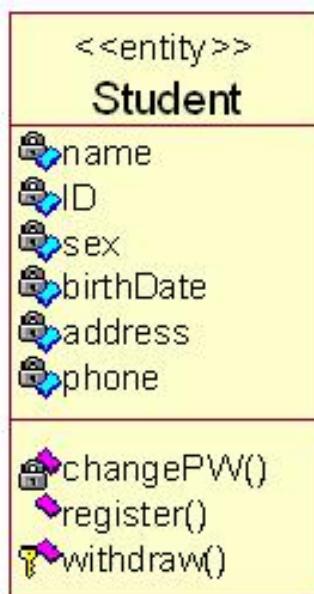 <<entity>>
Student
name
ID
sex
birthDate
address
phone
changePW()
register()
withdraw()